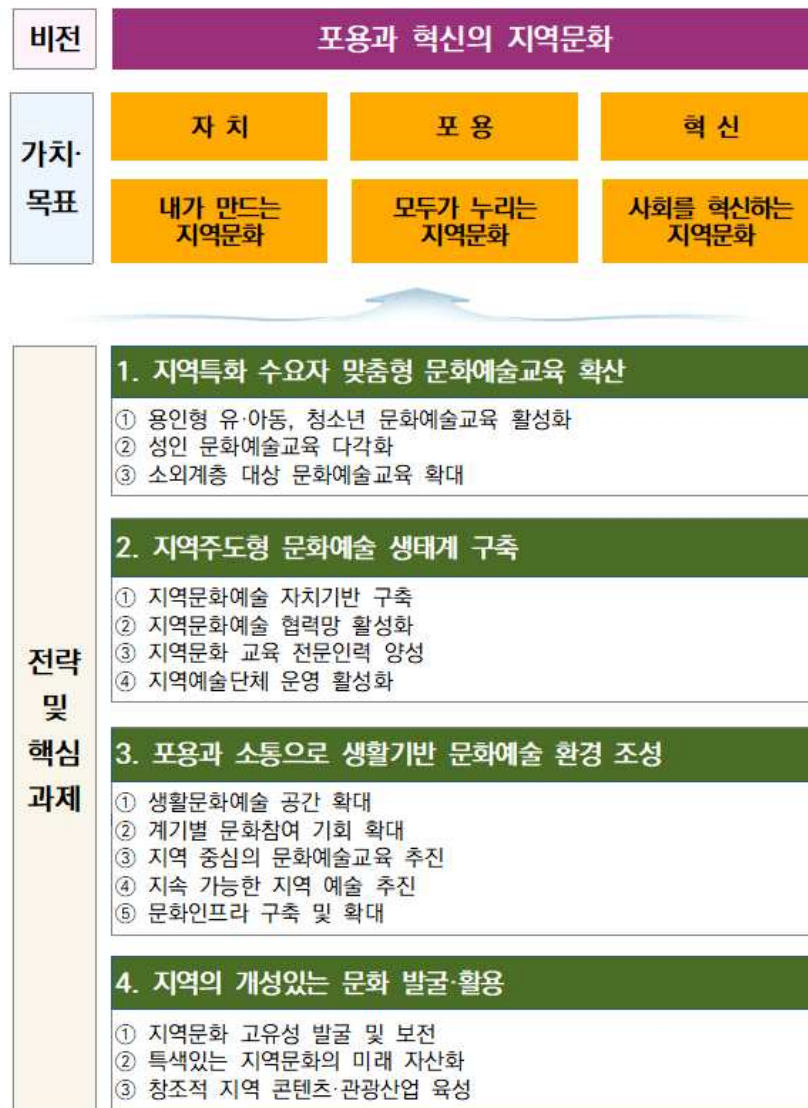 비전
포용과 혁신의 지역문화
가치·
목표
자 치
포 용
혁 신
내가 만드는
지역문화
모두가 누리는
지역문화
사회를 혁신하는
지역문화
전략
및
핵심
과제
1. 지역특화 수요자 맞춤형 문화예술교육 확산
① 용인형 유·아동, 청소년 문화예술교육 활성화
② 성인 문화예술교육 다각화
③ 소외계층 대상 문화예술교육 확대
2. 지역주도형 문화예술 생태계 구축
① 지역문화예술 자치기반 구축
② 지역문화예술 협력망 활성화
③ 지역문화 교육 전문인력 양성
④ 지역예술단체 운영 활성화
3. 포용과 소통으로 생활기반 문화예술 환경 조성
① 생활문화예술 공간 확대
② 계기별 문화참여 기회 확대
③ 지역 중심의 문화예술교육 추진
④ 지속 가능한 지역 예술 추진
⑤ 문화인프라 구축 및 확대
4. 지역의 개성있는 문화 발굴·활용
① 지역문화 고유성 발굴 및 보전
② 특색있는 지역문화의 미래 자산화
③ 창조적 지역 콘텐츠·관광산업 육성